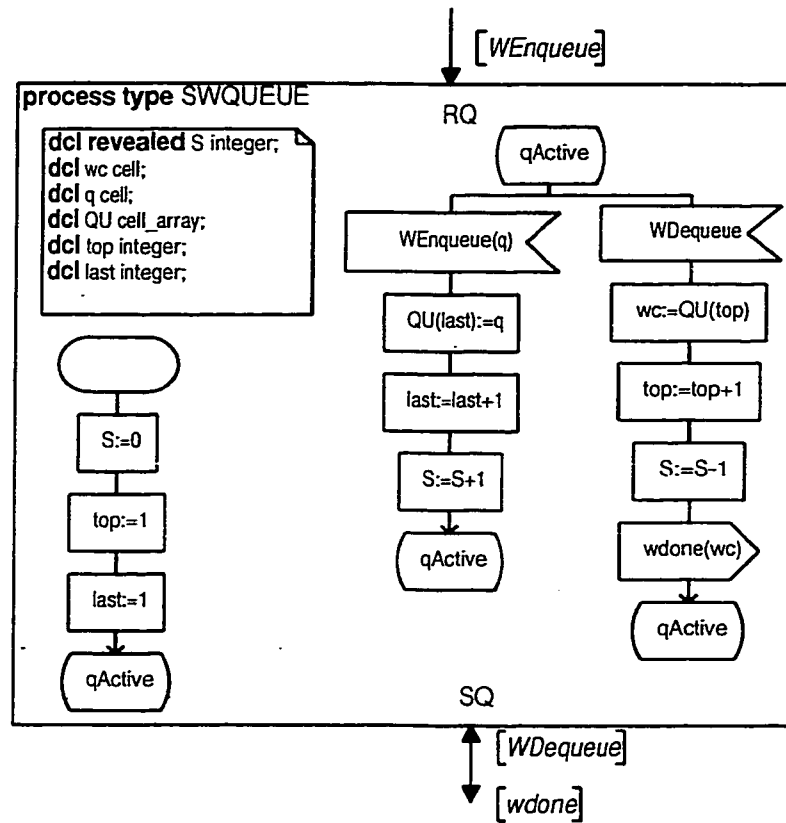 [WEnqueue]
process type SWQUEUE
RQ
dcl revealed S integer;
dcl wc cell;
dcl q cell;
dcl QU cell_array;
dcl top integer;
dcl last integer;
qActive
WEnqueue(q)
WDequeue
QU(last):=q
wc:=QU(top)
last:=last+1
top:=top+1
S:=0
S:=S+1
S:=S-1
top:=1
qActive
wdone(wc)
last:=1
qActive
qActive
SQ
[WDequeue]
[wdone]